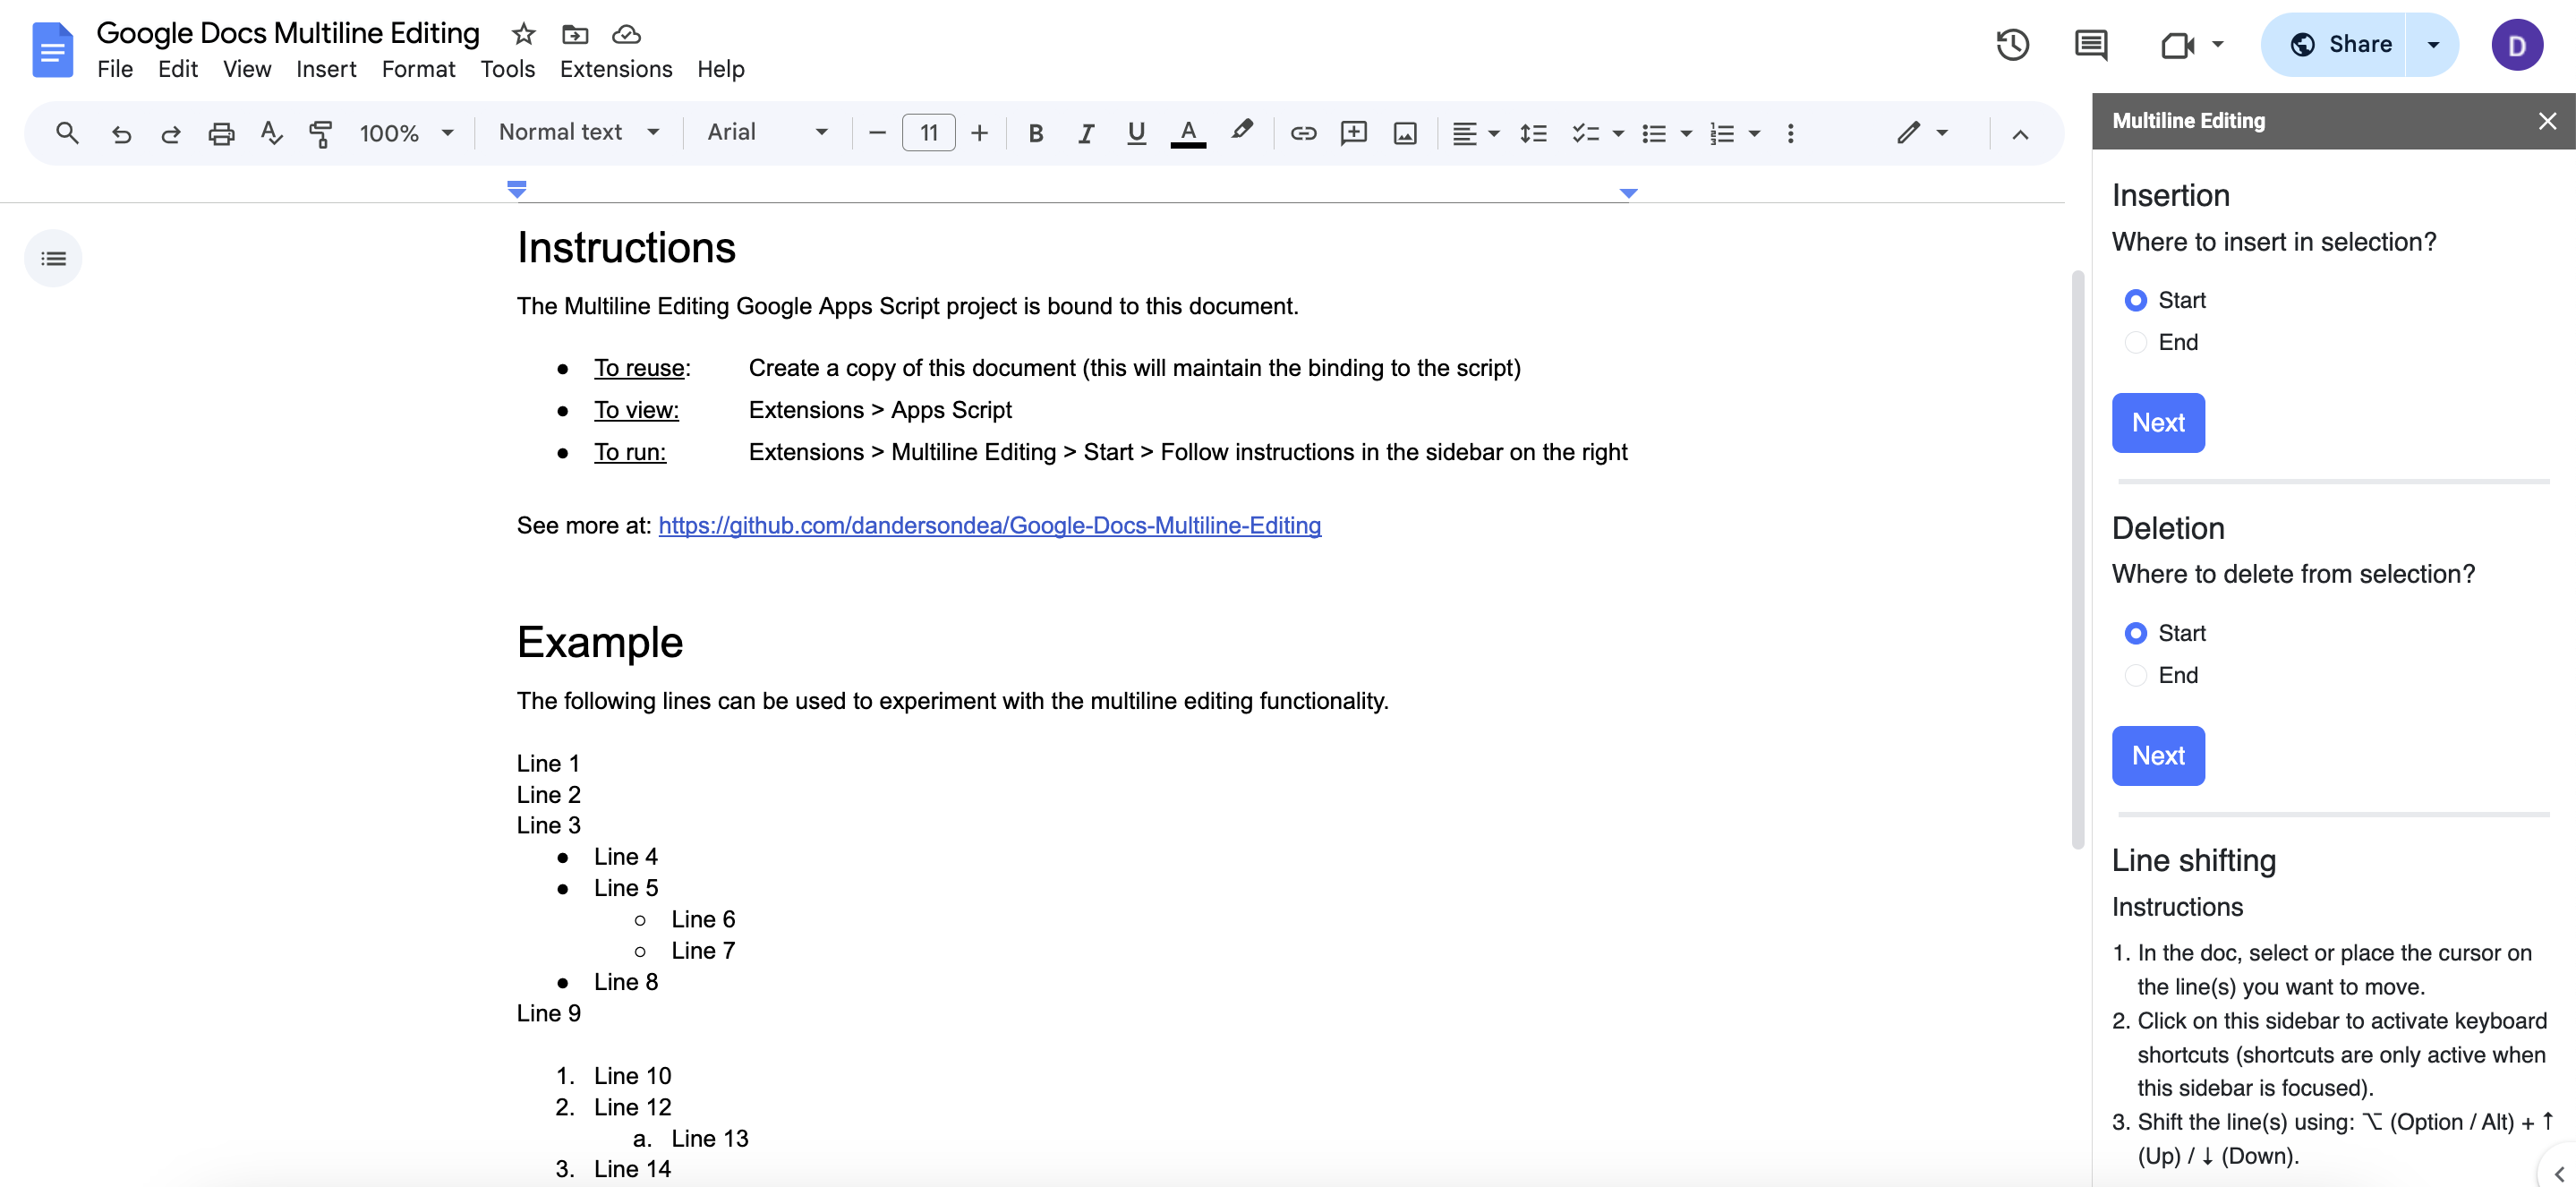 Google Docs Multiline Editing
File Edit View Insert Format Tools Extensions Help
Share
D
100% Normal text Arial 11 B I U A
Instructions
The Multiline Editing Google Apps Script project is bound to this document.
● To reuse: Create a copy of this document (this will maintain the binding to the script)
● To view: Extensions > Apps Script
● To run: Extensions > Multiline Editing > Start > Follow instructions in the sidebar on the right
See more at: https://github.com/dandersondea/Google-Docs-Multiline-Editing
Example
The following lines can be used to experiment with the multiline editing functionality.
Line 1
Line 2
Line 3
● Line 4
● Line 5
○ Line 6
○ Line 7
● Line 8
Line 9
1. Line 10
2. Line 12
a. Line 13
3. Line 14
Multiline Editing
Insertion
Where to insert in selection?
Start
End
Next
Deletion
Where to delete from selection?
Start
End
Next
Line shifting
Instructions
1. In the doc, select or place the cursor on
the line(s) you want to move.
2. Click on this sidebar to activate keyboard
shortcuts (shortcuts are only active when
this sidebar is focused).
3. Shift the line(s) using: ⌥ (Option / Alt) + ↑
(Up) / ↓ (Down).